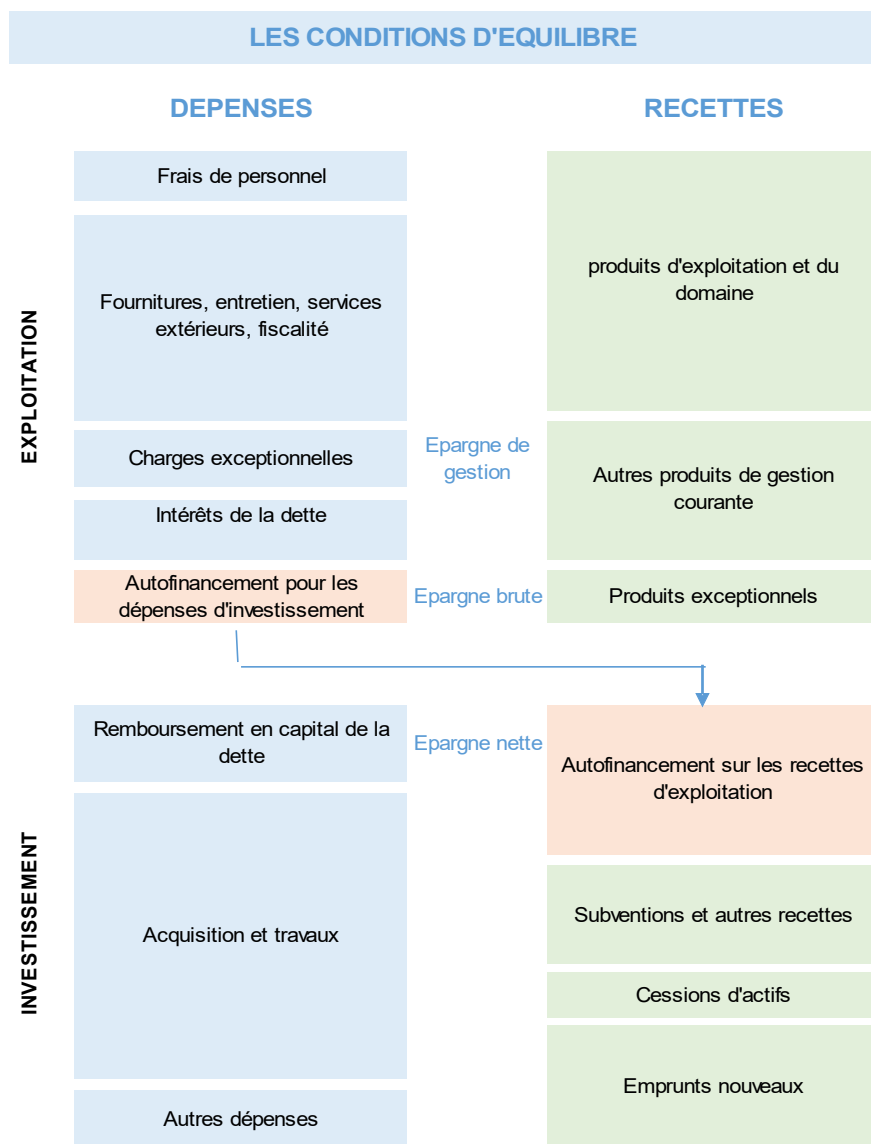 LES CONDITIONS D'EQUILIBRE
DEPENSES
RECETTES
EXPLOITATION
Frais de personnel
Fournitures, entretien, services
extérieurs, fiscalité
Charges exceptionnelles
Intérêts de la dette
Autofinancement pour les
dépenses d'investissement
Epargne de
gestion
Epargne brute
produits d'exploitation et du
domaine
Autres produits de gestion
courante
Produits exceptionnels
INVESTISSEMENT
Remboursement en capital de la
dette
Acquisition et travaux
Autres dépenses
Epargne nette
Autofinancement sur les recettes
d'exploitation
Subventions et autres recettes
Cessions d'actifs
Emprunts nouveaux